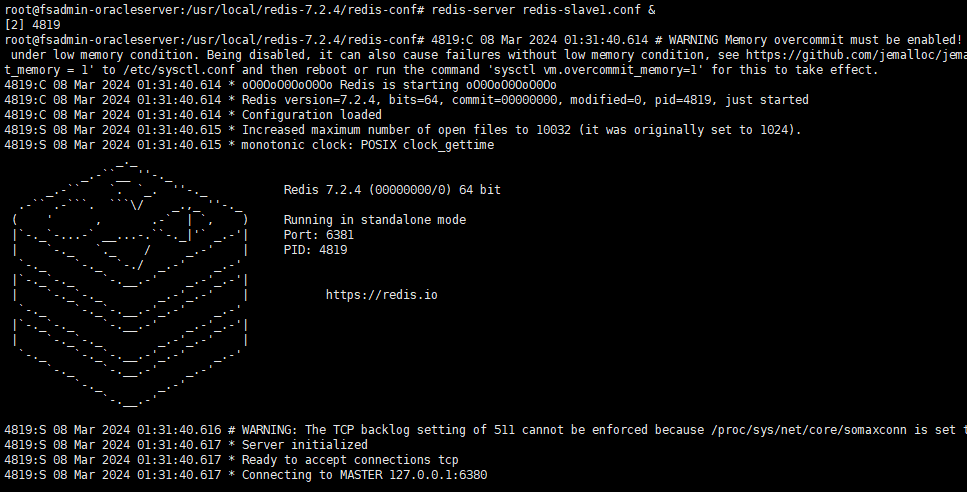 root@fsadmin-oracleserver:/usr/local/redis-7.2.4/redis-conf# redis-server redis-slave1.conf &
[2] 4819
root@fsadmin-oracleserver:/usr/local/redis-7.2.4/redis-conf# 4819:C 08 Mar 2024 01:31:40.614 # WARNING Memory overcommit must be enabled!
under low memory condition. Being disabled, it can also cause failures without low memory condition, see https://github.com/jemalloc/jema
t_memory = 1' to /etc/sysctl.conf and then reboot or run the command 'sysctl vm.overcommit_memory=1' for this to take effect.
4819:C 08 Mar 2024 01:31:40.614 * oO0OoO0OoO0Oo Redis is starting oO0OoO0OoO0Oo
4819:C 08 Mar 2024 01:31:40.614 * Redis version=7.2.4, bits=64, commit=00000000, modified=0, pid=4819, just started
4819:C 08 Mar 2024 01:31:40.614 * Configuration loaded
4819:S 08 Mar 2024 01:31:40.615 * Increased maximum number of open files to 10032 (it was originally set to 1024).
4819:S 08 Mar 2024 01:31:40.615 * monotonic clock: POSIX clock_gettime
Redis 7.2.4 (00000000/0) 64 bit
Running in standalone mode
Port: 6381
PID: 4819
https://redis.io
4819:S 08 Mar 2024 01:31:40.616 # WARNING: The TCP backlog setting of 511 cannot be enforced because /proc/sys/net/core/somaxconn is set t
4819:S 08 Mar 2024 01:31:40.617 * Server initialized
4819:S 08 Mar 2024 01:31:40.617 * Ready to accept connections tcp
4819:S 08 Mar 2024 01:31:40.617 * Connecting to MASTER 127.0.0.1:6380